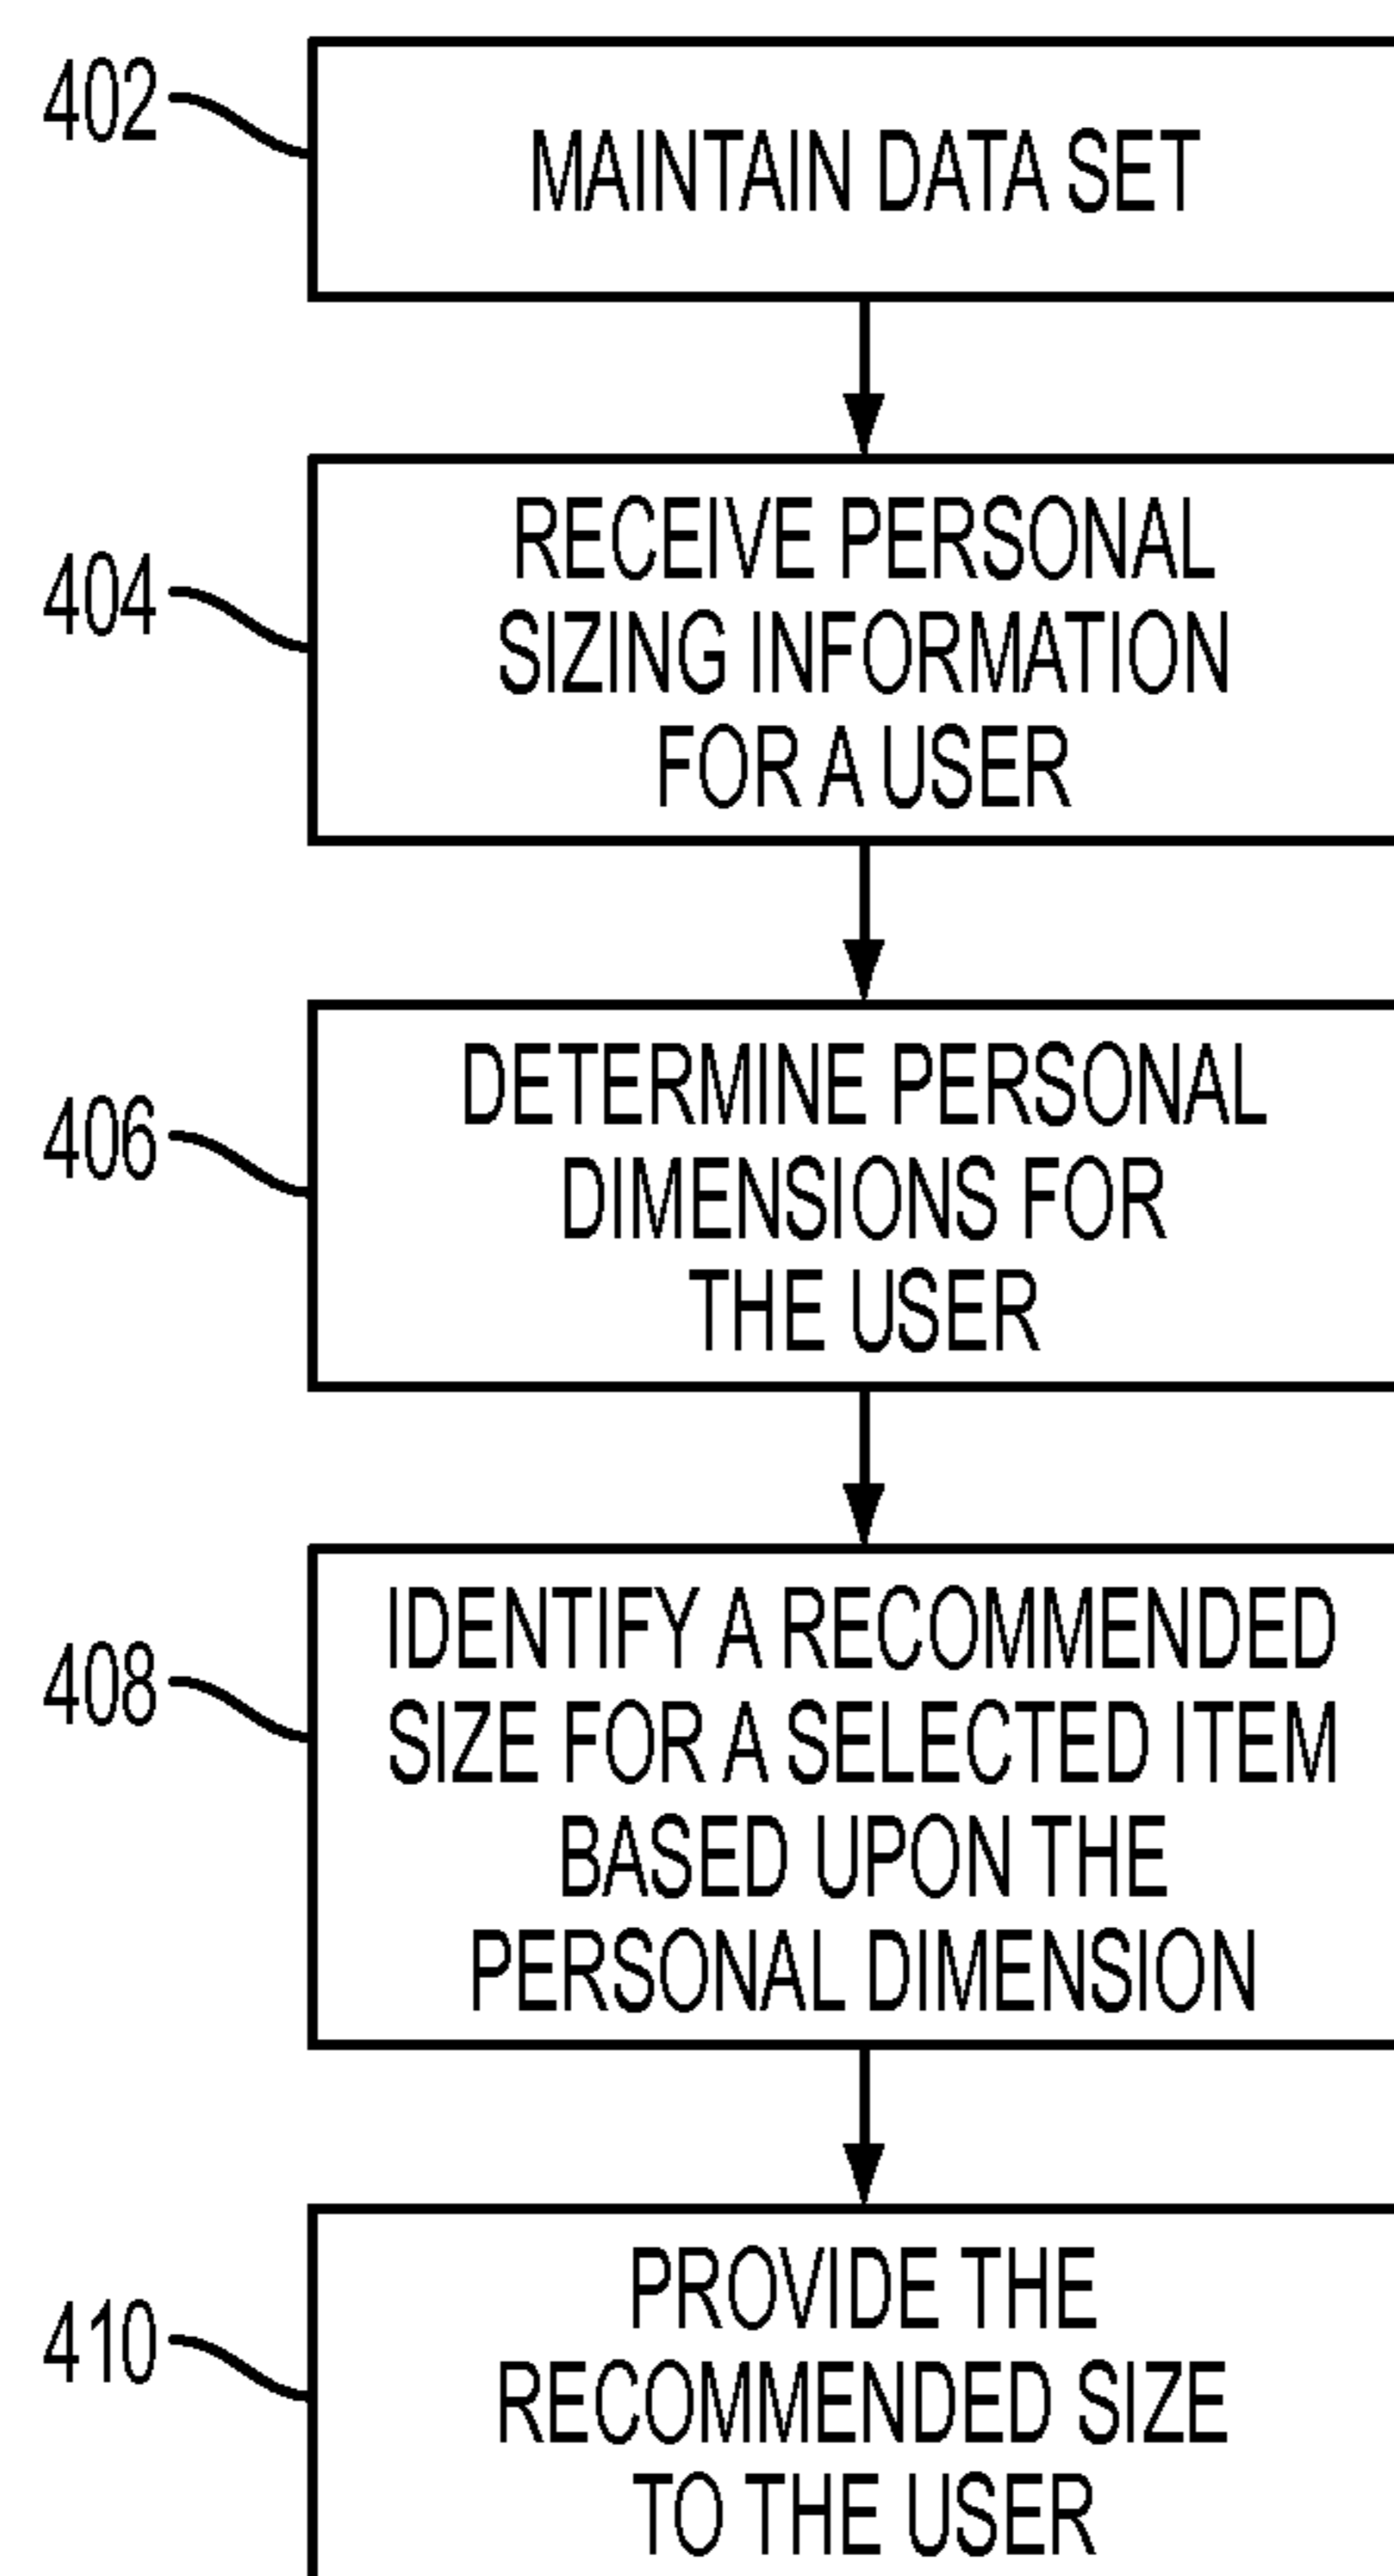 402
MAINTAIN DATA SET
404
RECEIVE PERSONAL
SIZING INFORMATION
FOR A USER
406
DETERMINE PERSONAL
DIMENSIONS FOR
THE USER
408
IDENTIFY A RECOMMENDED
SIZE FOR A SELECTED ITEM
BASED UPON THE
PERSONAL DIMENSION
410
PROVIDE THE
RECOMMENDED SIZE
TO THE USER